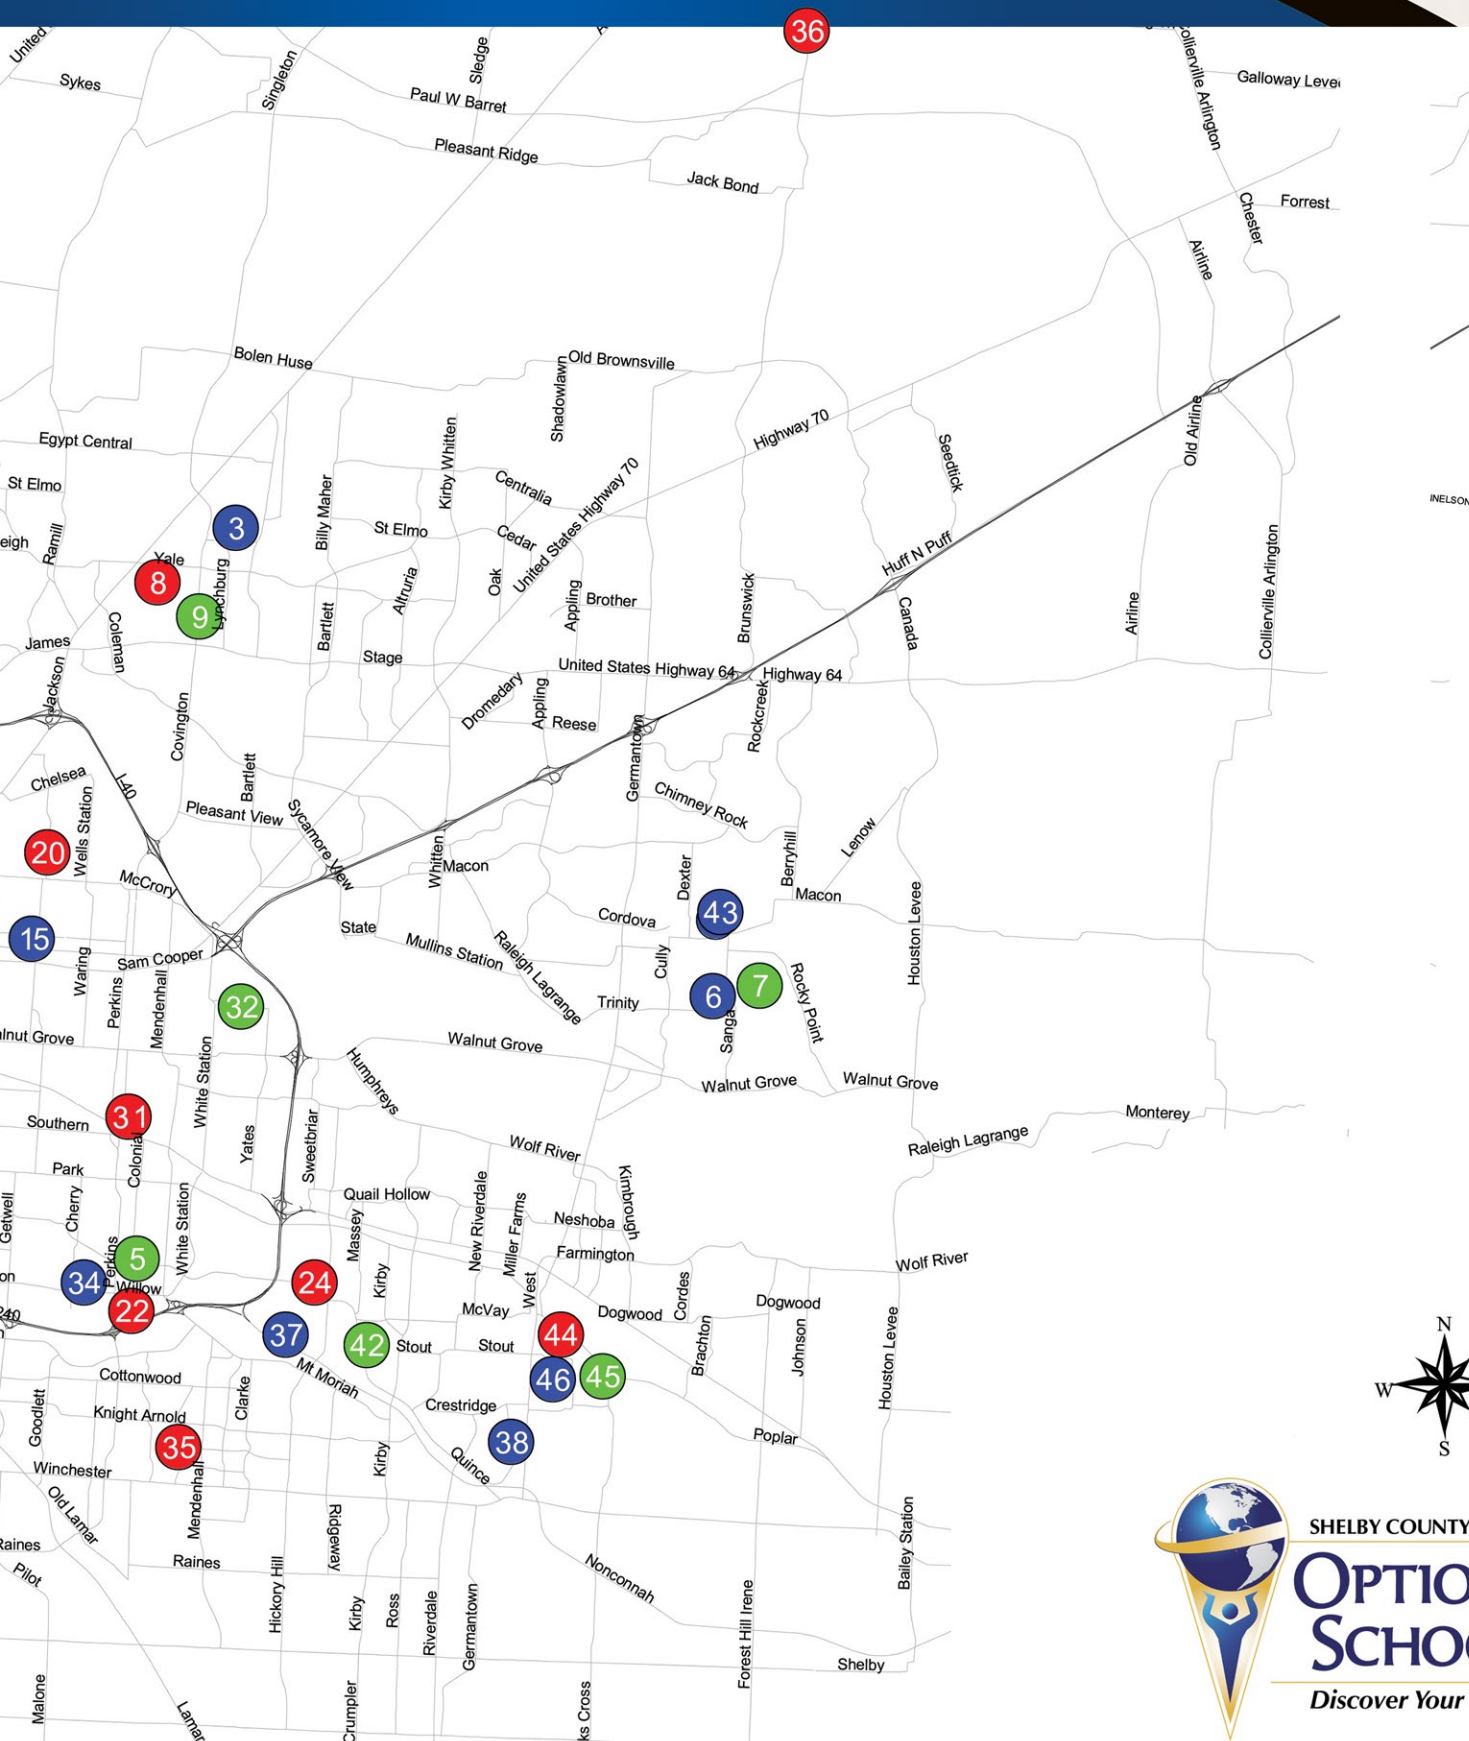 36
United
Singleton
Sledge
Collierville Arlington
Sykes
Galloway
Paul W Barret
Pleasant Ridge
Jack Bond
Chester
Forrest
Airline
Bolen Huse
Old Brownsville
Shadowlawn
Highway 70
Old Airline
Egypt Central
Kirby Whitten
Seedtick
St Elmo
Centralia
United States Highway 70
Billy Maher
3
St Elmo
Cedar
Ramill
Huff N Puff
Collierville Arlington
Yale
8
Lynchburg
Altruria
Oak
Appling
Brother
Brunswick
Canada
Airline
9
Coleman
Bartlett
James
Stage
United States Highway 64
Highway 64
Jackson
Dromedary
Appling
Reese
Rockcreek
Covington
Germantown
Chelsea
I-40
Bartlett
Chimney Rock
Wells Station
Pleasant View
Sycamore View
Lenow
20
Whitten
Macon
Berryhill
McCrory
Dexter
Macon
Houston Levee
43
Cordova
15
State
Sam Cooper
Mullins Station
Raleigh Lagrange
Cully
Waring
Perkins
Mendenhall
32
6
7
Rocky Point
Trinity
Sanga
Walnut Grove
White Station
Humphreys
Walnut Grove
Walnut Grove
31
Southern
Colonial
Yates
Sweetbriar
Monterey
Raleigh Lagrange
Wolf River
Park
Getwell
Cherry
White Station
Quail Hollow
New Riverdale
Miller Farms
Kimbrough
Massey
Neshoba
5
Perkins
Farmington
Wolf River
34
Willow
24
Kirby
West
Cordes
240
22
McVay
Dogwood
Dogwood
37
42
Stout
Stout
44
Brachton
Johnson
Houston Levee
N
W
S
Cottonwood
Mt Moriah
46
45
Goodlett
Clarke
Crestridge
Knight Arnold
35
38
Poplar
Winchester
Mendenhall
Kirby
Quince
Old Lamar
SHELBY COUNTY
Raines
Raines
Ridgeway
Bailey Station
Pilot
Hickory Hill
Nonconnah
Kirby
Ross
Riverdale
Germantown
Forest Hill Irene
Shelby
Malone
Lamar
Crumpler
Discover Your